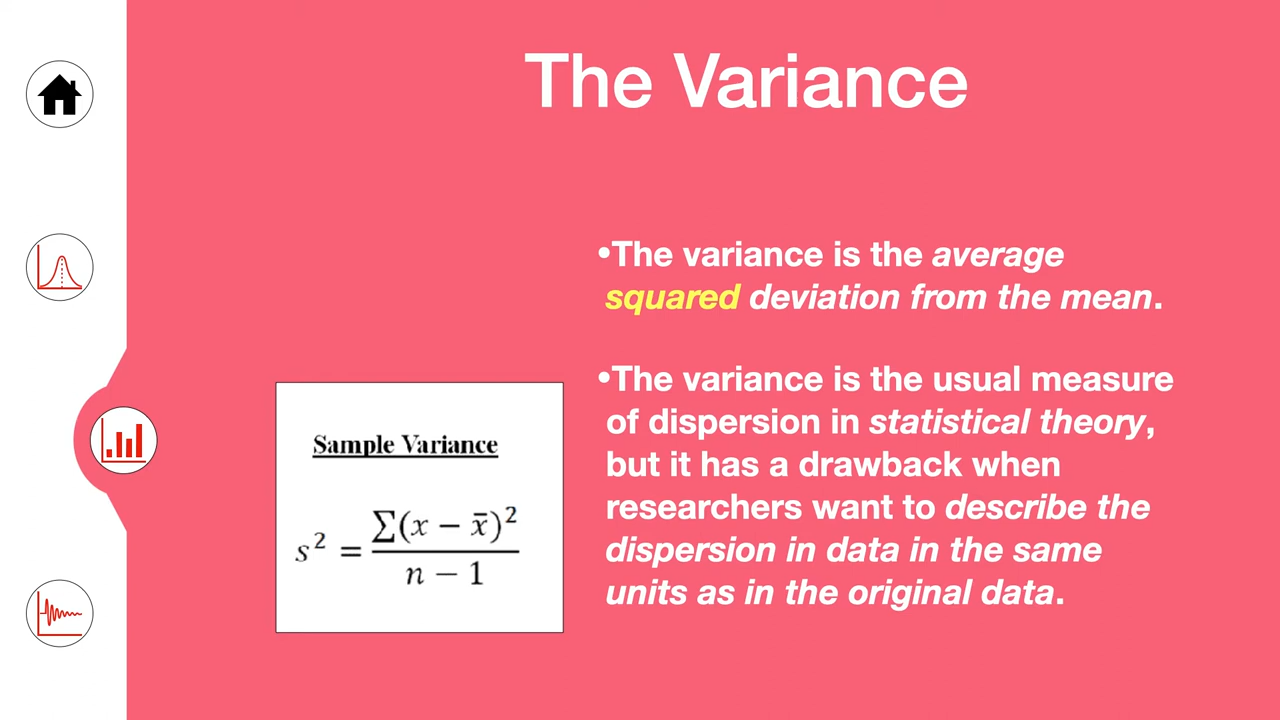 The Variance
•The variance is the average
squared deviation from the mean.
•The variance is the usual measure
of dispersion in statistical theory,
but it has a drawback when
researchers want to describe the
dispersion in data in the same
units as in the original data.
Sample Variance
s² = ∑(x − x̄)² / n − 1